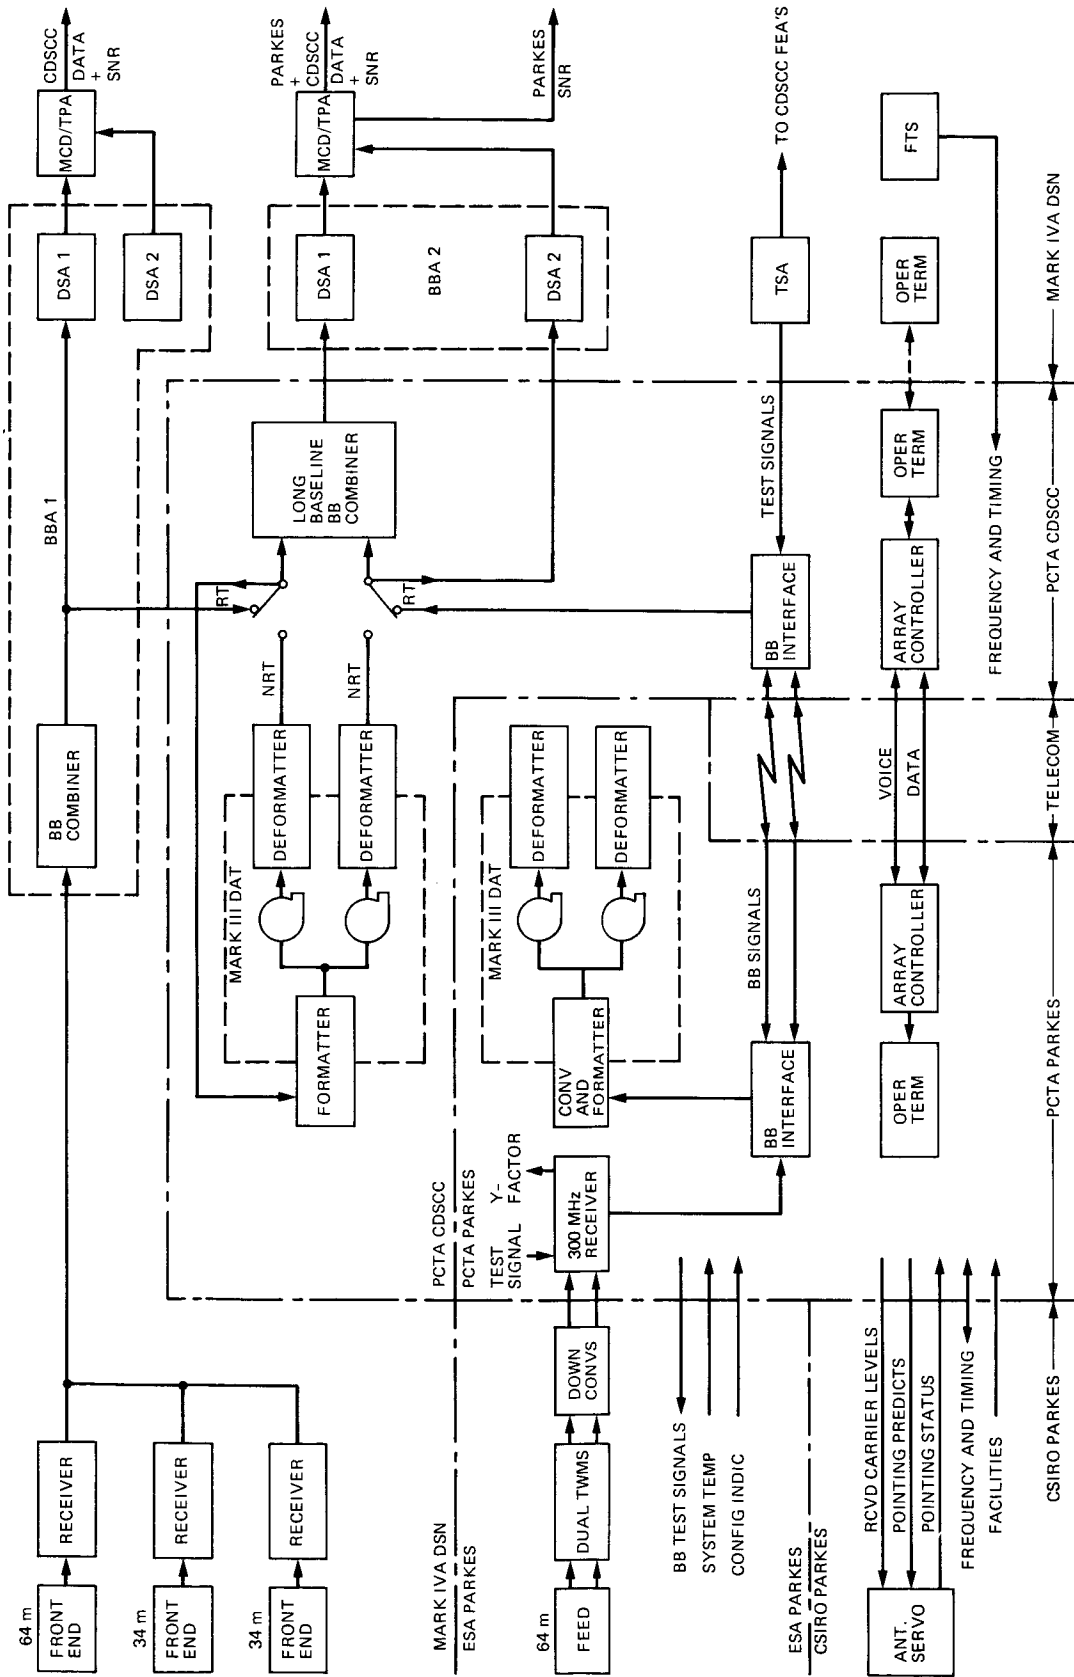 64 m
FRONT
END
RECEIVER
34 m
FRONT
END
RECEIVER
34 m
FRONT
END
RECEIVER
BB
COMBINER
BBA 1
DSA 1
DSA 2
MCD/TPA
CDSCC
DATA
+
SNR
MARK III DAT
FORMATTER
DEFORMATTER
DEFORMATTER
NRT
NRT
RT
RT
LONG
BASELINE
BB
COMBINER
DSA 1
BBA 2
DSA 2
MCD/TPA
PARKES
+
CDSCC
DATA
+
SNR
PARKES
SNR
MARK IVA DSN
ESA PARKES
PCTA CDSCC
PCTA PARKES
64 m
FEED
DUAL TWMS
DOWN
CONVS
TEST
SIGNAL
Y-
FACTOR
300 MHz
RECEIVER
MARK III DAT
CONV
AND
FORMATTER
DEFORMATTER
DEFORMATTER
BB TEST SIGNALS
SYSTEM TEMP
CONFIG INDIC
BB
INTERFACE
BB SIGNALS
BB
INTERFACE
TEST SIGNALS
TSA
TO CDSCC FEA'S
ESA PARKES
CSIRO PARKES
ANT.
SERVO
RCVD CARRIER LEVELS
POINTING PREDICTS
POINTING STATUS
FREQUENCY AND TIMING
FACILITIES
OPER
TERM
ARRAY
CONTROLLER
VOICE
DATA
ARRAY
CONTROLLER
OPER
TERM
OPER
TERM
FTS
FREQUENCY AND TIMING
CSIRO PARKES
PCTA PARKES
TELECOM
PCTA CDSCC
MARK IVA DSN